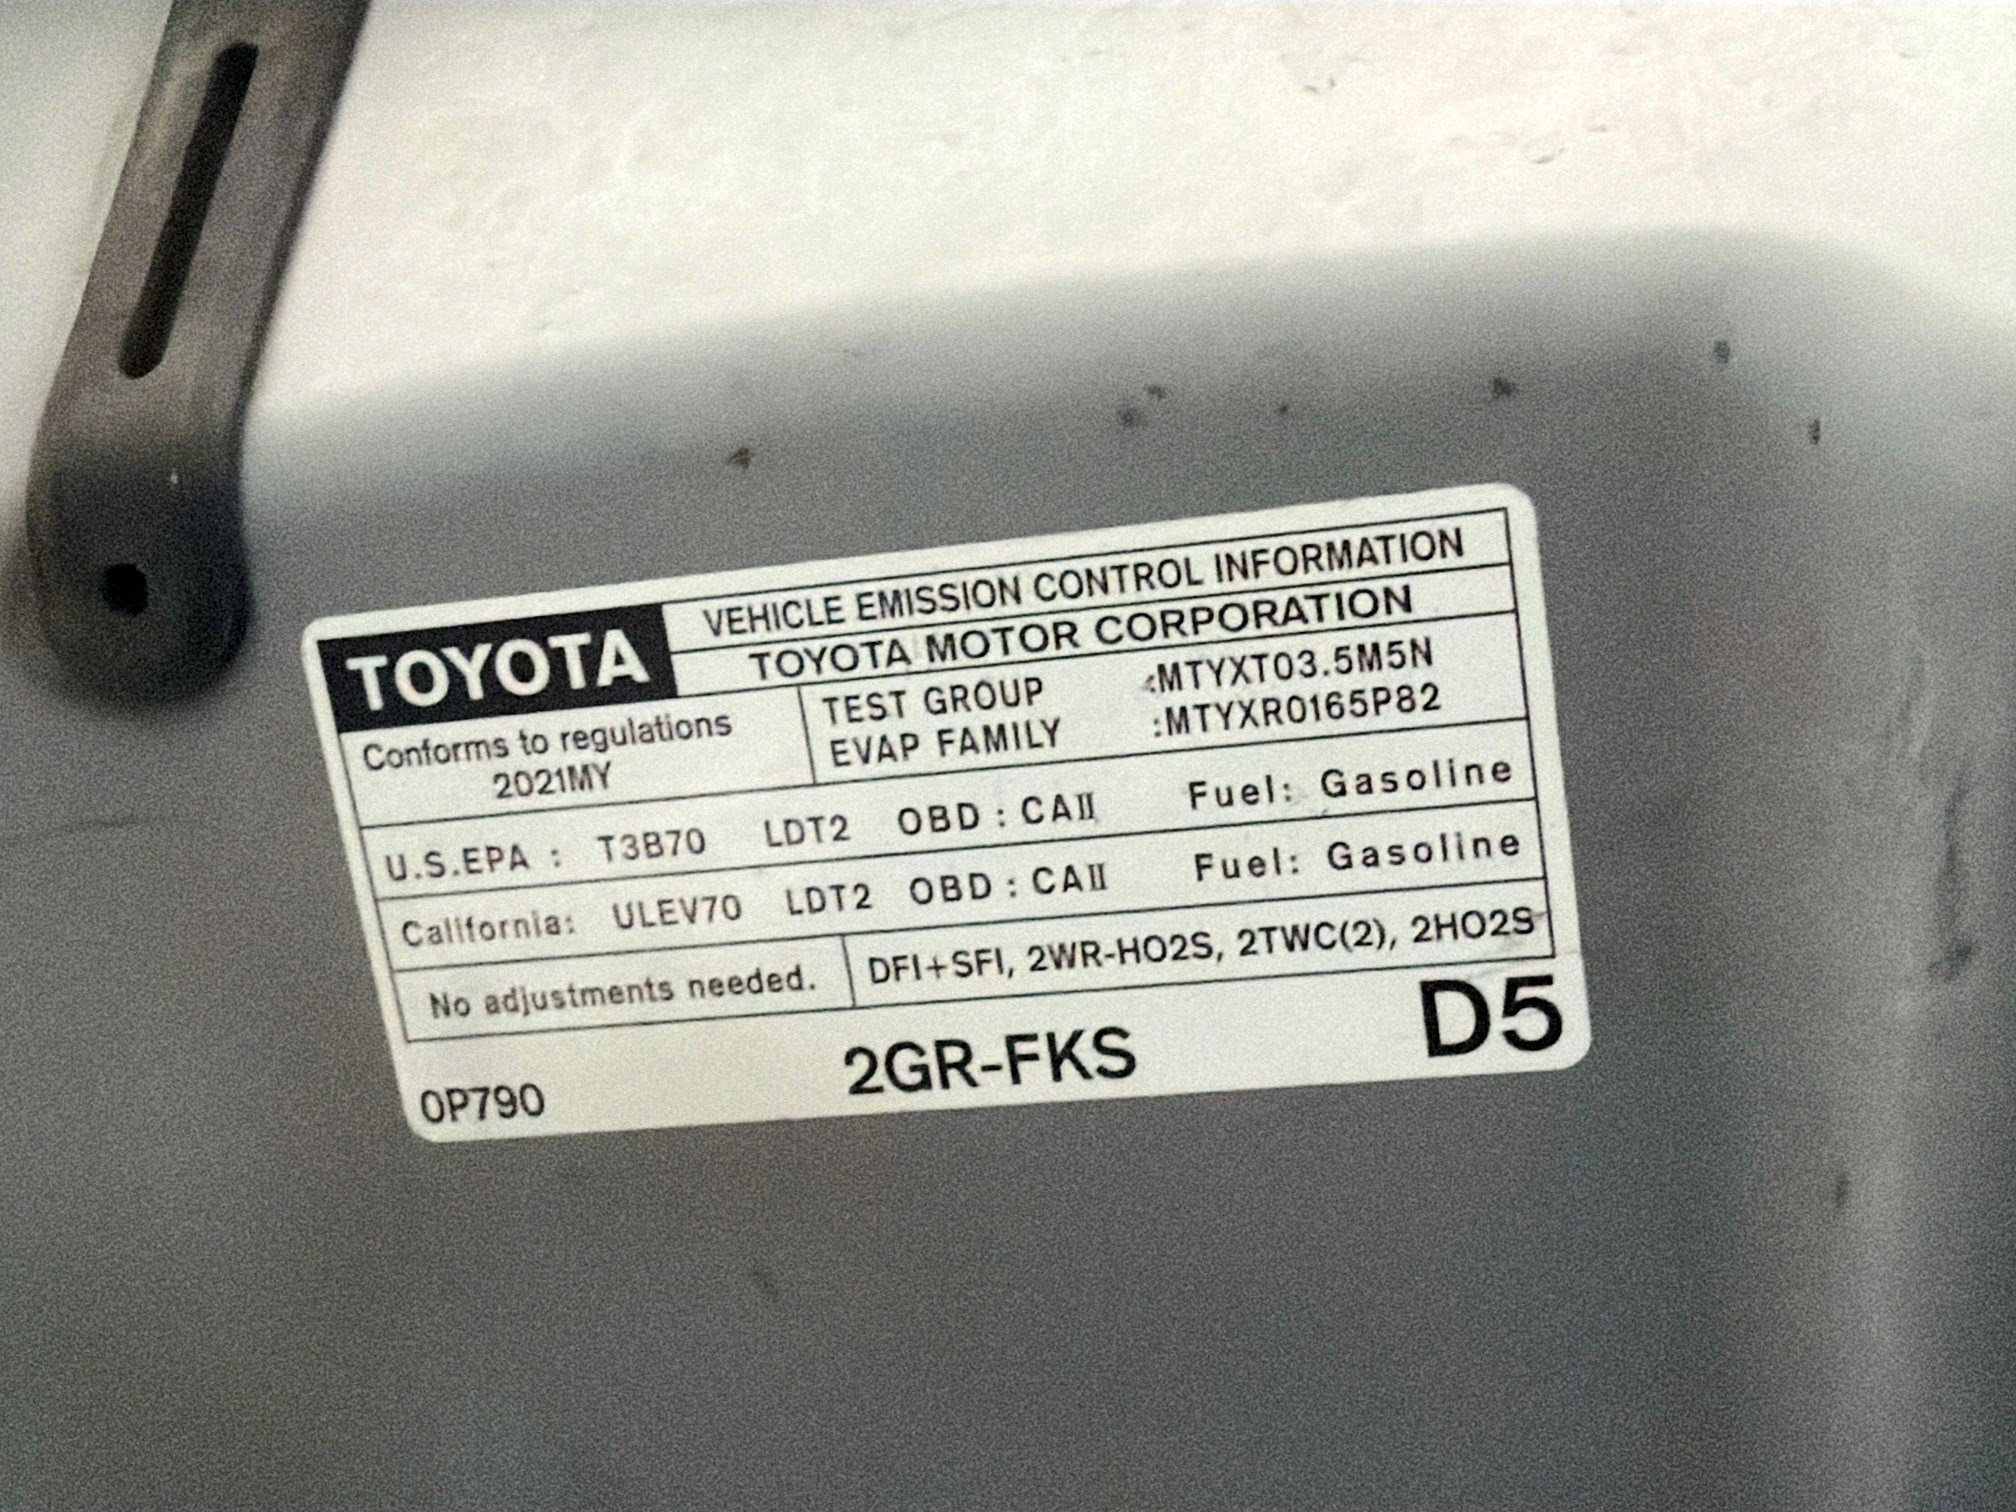 TOYOTA
VEHICLE EMISSION CONTROL INFORMATION
TOYOTA MOTOR CORPORATION
Conforms to regulations
2021MY
TEST GROUP :MTYXT03.5M5N
EVAP FAMILY :MTYXR0165P82
U.S.EPA : T3B70 LDT2 OBD : CAⅡ Fuel: Gasoline
California: ULEV70 LDT2 OBD : CAⅡ Fuel: Gasoline
No adjustments needed.
DFI+SFI, 2WR-HO2S, 2TWC(2), 2HO2S
0P790
2GR-FKS
D5